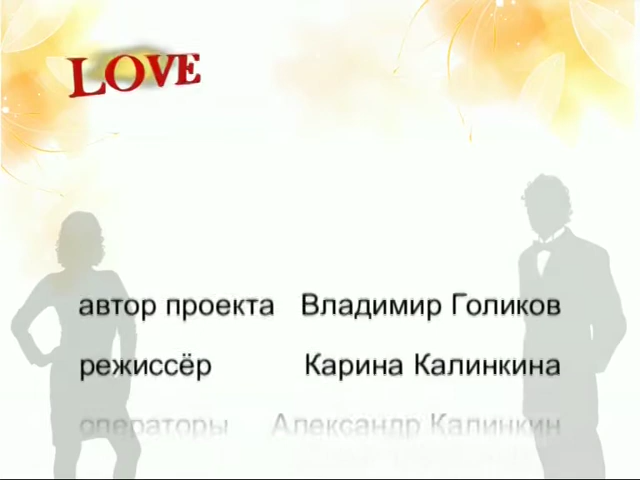 LOVE
автор проекта Владимир Голиков
режиссёр Карина Калинкина
операторы Александр Калинкин